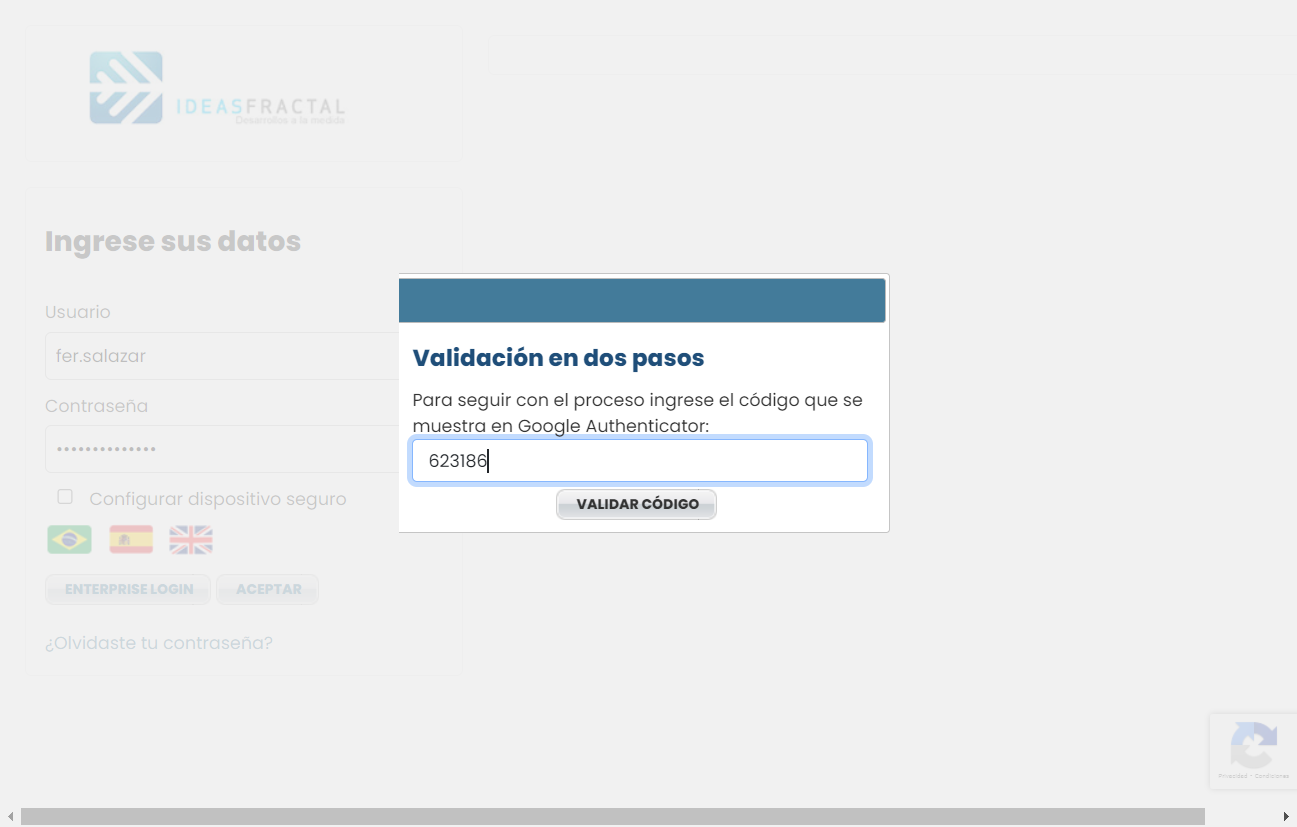 IDEASFRACTAL
Desarrollos a la medida
Ingrese sus datos
Usuario
fer.salazar
Contraseña
••••••••••••••
Configurar dispositivo seguro
ENTERPRISE LOGIN
ACEPTAR
¿Olvidaste tu contraseña?
Validación en dos pasos
Para seguir con el proceso ingrese el código que se
muestra en Google Authenticator:
623186
VALIDAR CÓDIGO
Privacidad - Condiciones